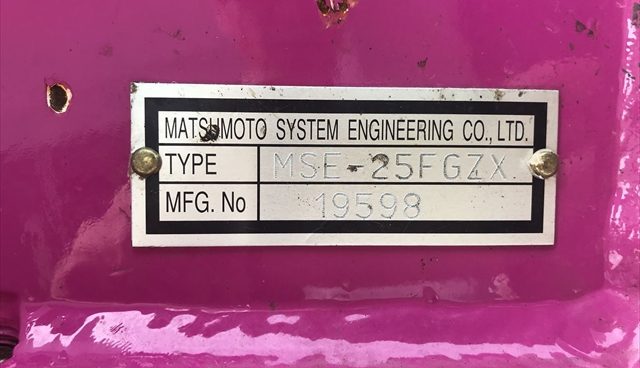 MATSUMOTO SYSTEM ENGINEERING CO., LTD.
TYPE MSE-25FGZX.
MFG. No 19598